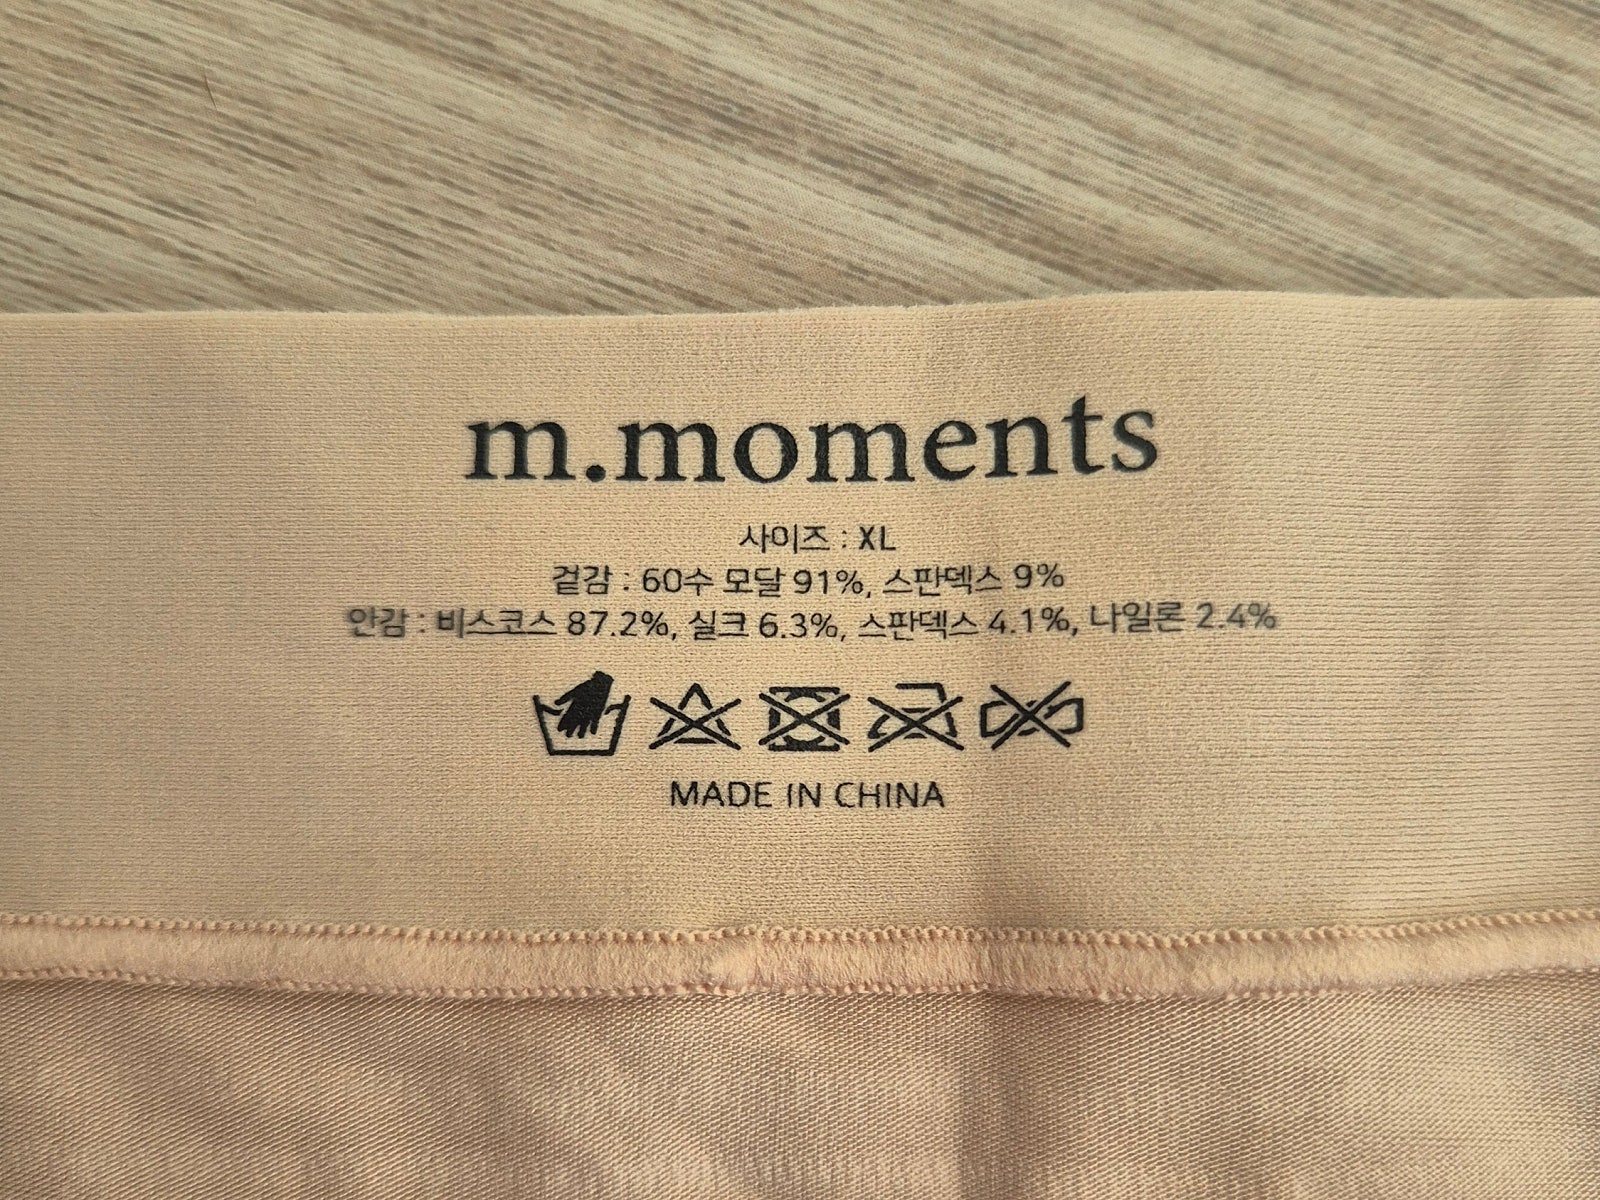 m.moments
사이즈 : XL
겉감 : 60수 모달 91%, 스판덱스 9%
안감 : 비스코스 87.2%, 실크 6.3%, 스판덱스 4.1%, 나일론 2.4%
MADE IN CHINA